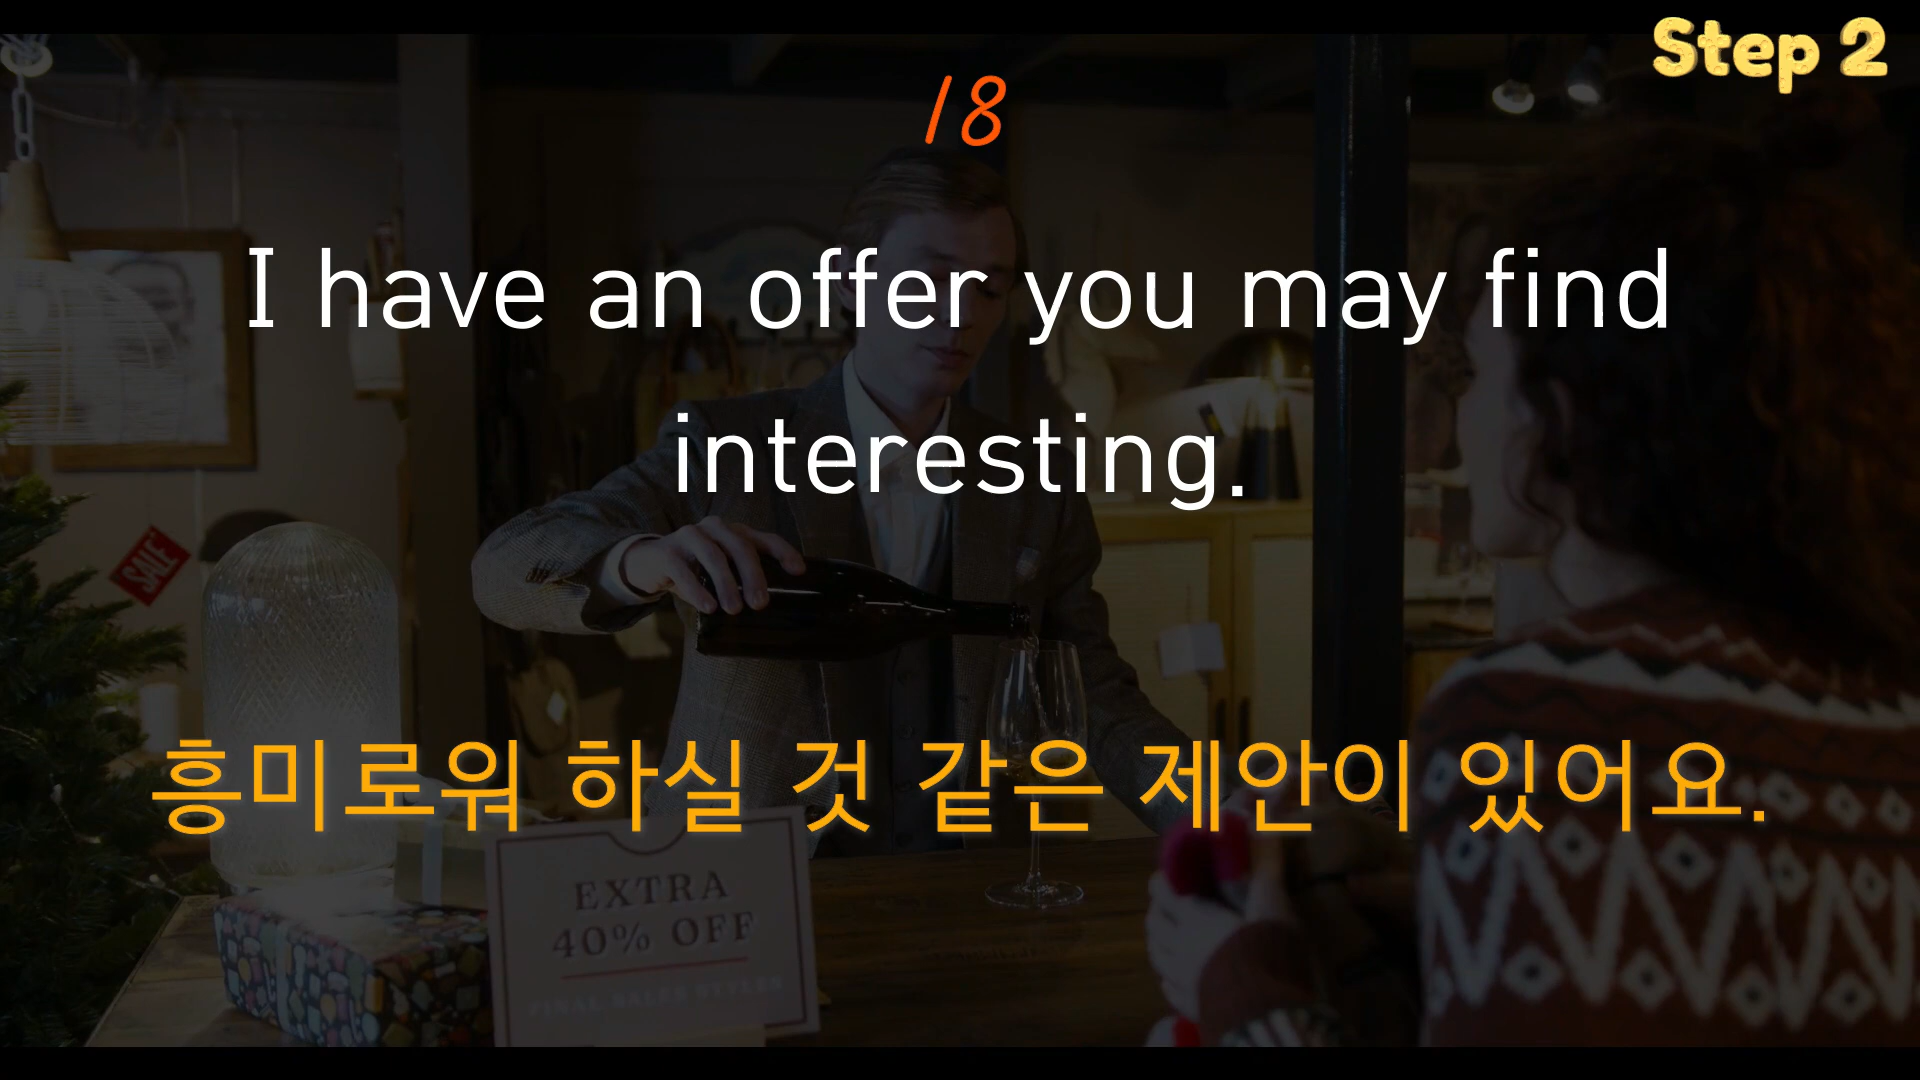 Step 2
18
I have an offer you may find
interesting.
흥미로워 하실 것 같은 제안이 있어요.
SALE
EXTRA
40% OFF